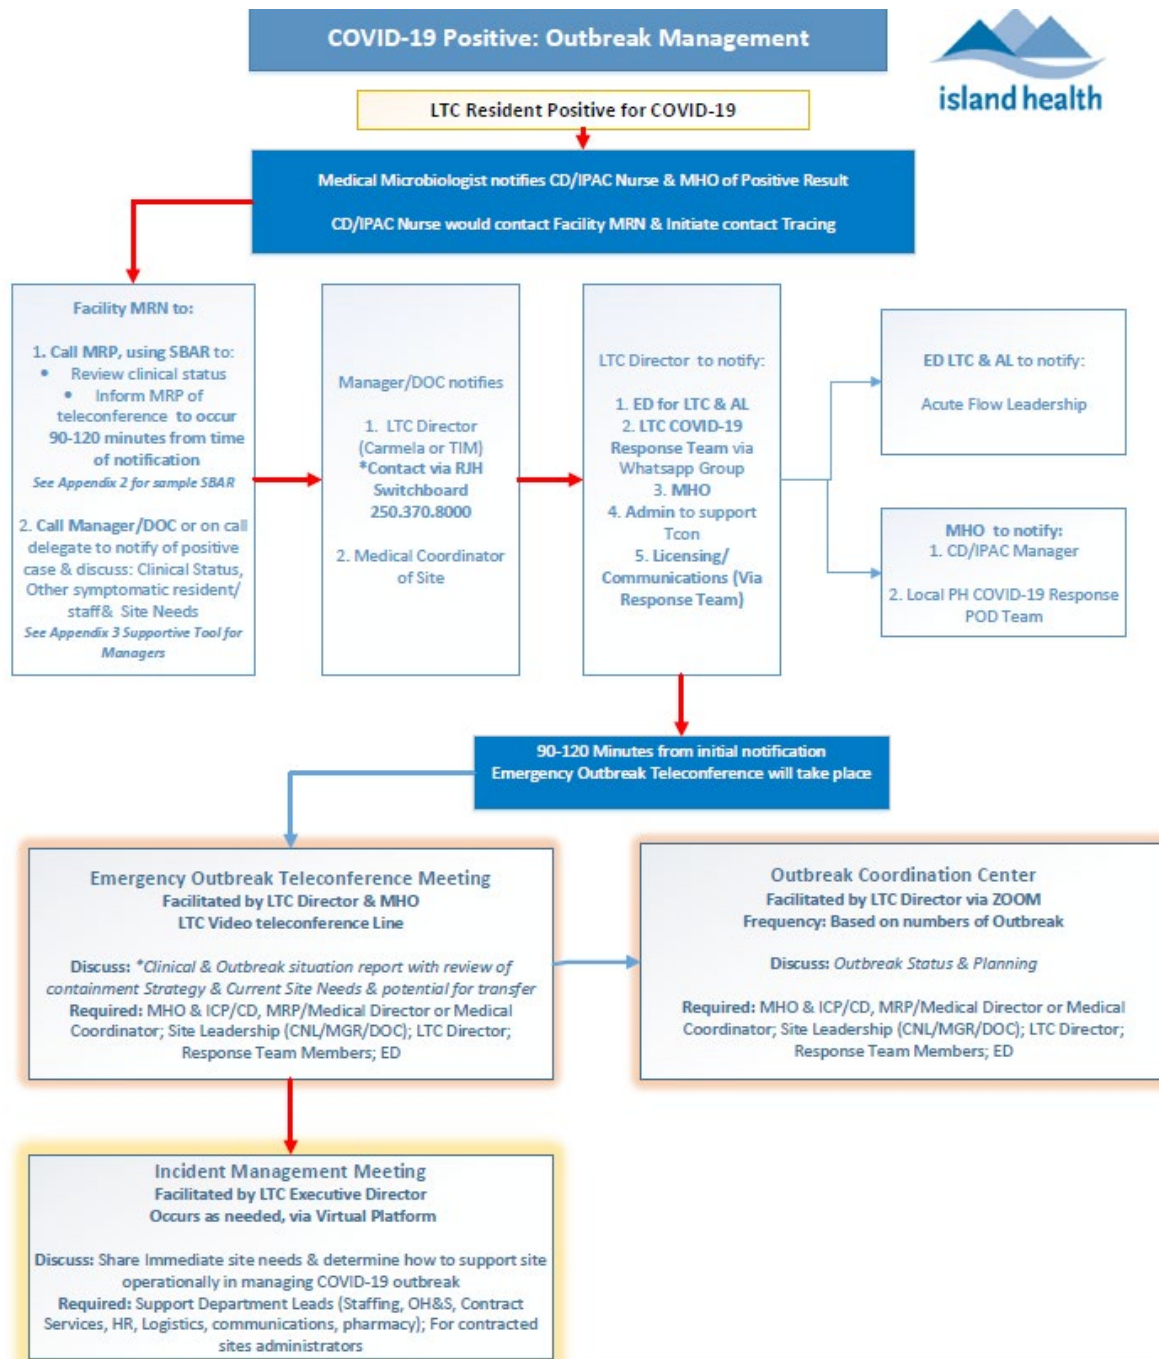 COVID-19 Positive: Outbreak Management
island health
LTC Resident Positive for COVID-19
Medical Microbiologist notifies CD/IPAC Nurse & MHO of Positive Result
CD/IPAC Nurse would contact Facility MRN & Initiate contact Tracing
Facility MRN to:
1. Call MRP, using SBAR to:
• Review clinical status
• Inform MRP of
teleconference to occur
90-120 minutes from time
of notification
See Appendix 2 for sample SBAR
2. Call Manager/DOC or on call
delegate to notify of positive
case & discuss: Clinical Status,
Other symptomatic resident/
staff& Site Needs
See Appendix 3 Supportive Tool for
Managers
Manager/DOC notifies
1. LTC Director
(Carmela or TIM)
*Contact via RJH
Switchboard
250.370.8000
2. Medical Coordinator
of Site
LTC Director to notify:
1. ED for LTC & AL
2. LTC COVID-19
Response Team via
Whatsapp Group
3. MHO
4. Admin to support
Tcon
5. Licensing/
Communications (Via
Response Team)
ED LTC & AL to notify:
Acute Flow Leadership
MHO to notify:
1. CD/IPAC Manager
2. Local PH COVID-19 Response
POD Team
90-120 Minutes from initial notification
Emergency Outbreak Teleconference will take place
Emergency Outbreak Teleconference Meeting
Facilitated by LTC Director & MHO
LTC Video teleconference Line
Discuss: *Clinical & Outbreak situation report with review of
containment Strategy & Current Site Needs & potential for transfer
Required: MHO & ICP/CD, MRP/Medical Director or Medical
Coordinator; Site Leadership (CNL/MGR/DOC); LTC Director;
Response Team Members; ED
Outbreak Coordination Center
Facilitated by LTC Director via ZOOM
Frequency: Based on numbers of Outbreak
Discuss: Outbreak Status & Planning
Required: MHO & ICP/CD, MRP/Medical Director or Medical
Coordinator; Site Leadership (CNL/MGR/DOC); LTC Director;
Response Team Members; ED
Incident Management Meeting
Facilitated by LTC Executive Director
Occurs as needed, via Virtual Platform
Discuss: Share Immediate site needs & determine how to support site
operationally in managing COVID-19 outbreak
Required: Support Department Leads (Staffing, OH&S, Contract
Services, HR, Logistics, communications, pharmacy); For contracted
sites administrators